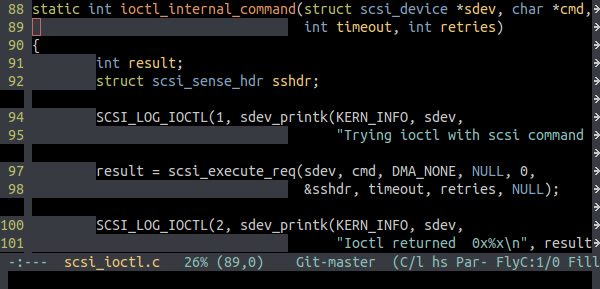 88 static int ioctl_internal_command(struct scsi_device *sdev, char *cmd,
89 int timeout, int retries)
90 {
91 int result;
92 struct scsi_sense_hdr sshdr;
94 SCSI_LOG_IOCTL(1, sdev_printk(KERN_INFO, sdev,
95 "Trying ioctl with scsi command
97 result = scsi_execute_req(sdev, cmd, DMA_NONE, NULL, 0,
98 &sshdr, timeout, retries, NULL);
100 SCSI_LOG_IOCTL(2, sdev_printk(KERN_INFO, sdev,
101 "Ioctl returned  0x%x\n", result
-:--- scsi_ioctl.c 26% (89,0) Git-master (C/l hs Par- FlyC:1/0 Fill